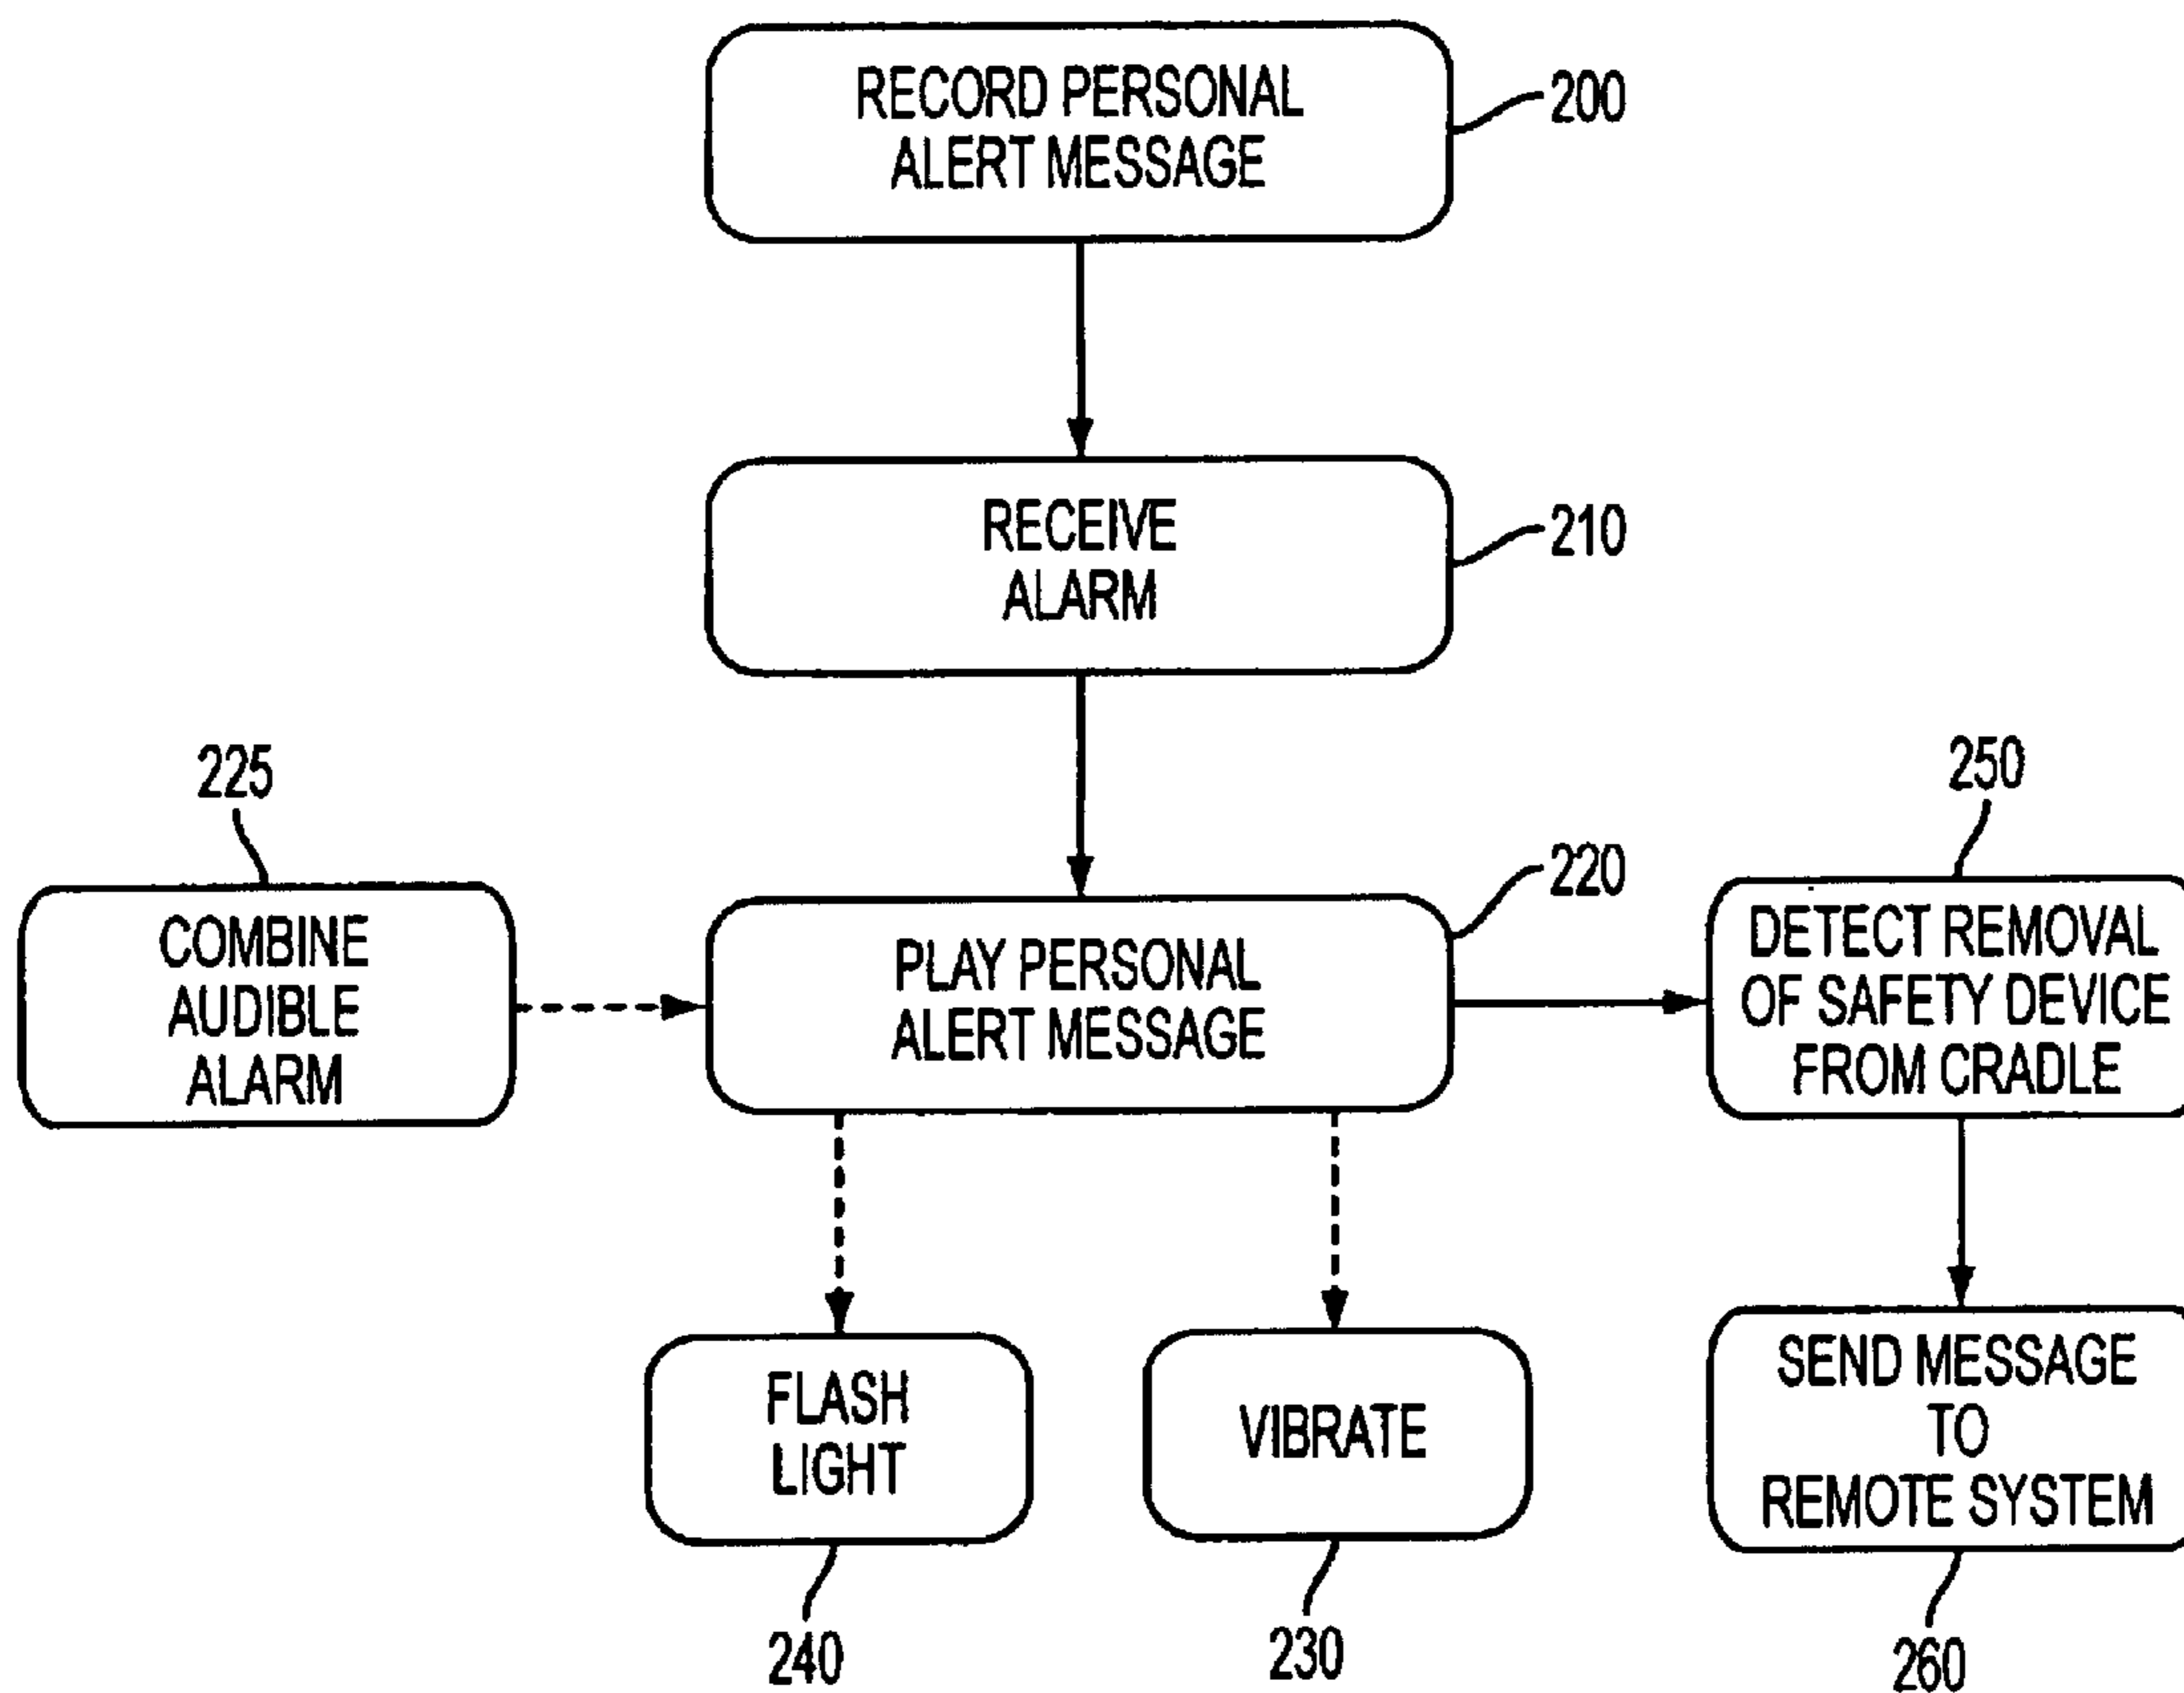 RECORD PERSONAL
ALERT MESSAGE
200
RECEIVE
ALARM
210
225
COMBINE
AUDIBLE
ALARM
PLAY PERSONAL
ALERT MESSAGE
220
250
DETECT REMOVAL
OF SAFETY DEVICE
FROM CRADLE
FLASH
LIGHT
240
VIBRATE
230
SEND MESSAGE
TO
REMOTE SYSTEM
260